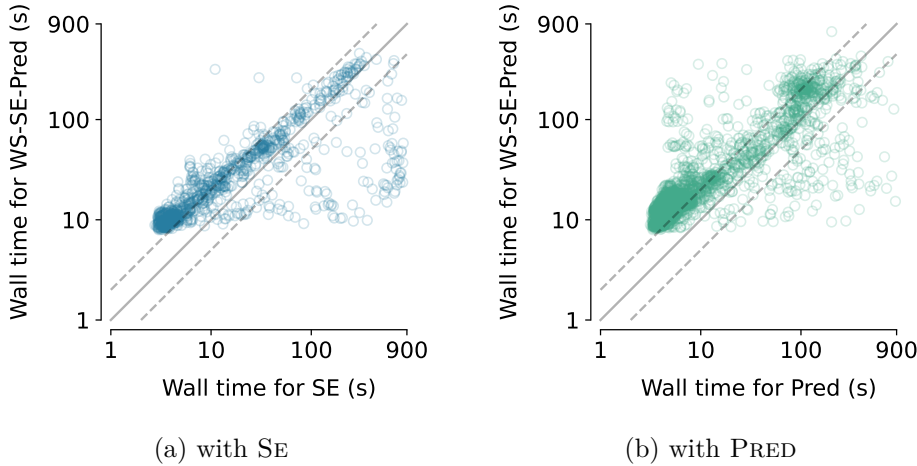 Wall time for WS-SE-Pred (s)
900
100
10
1
1 10 100 900
Wall time for SE (s)
(a) with SE
Wall time for WS-SE-Pred (s)
900
100
10
1
1 10 100 900
Wall time for Pred (s)
(b) with PRED